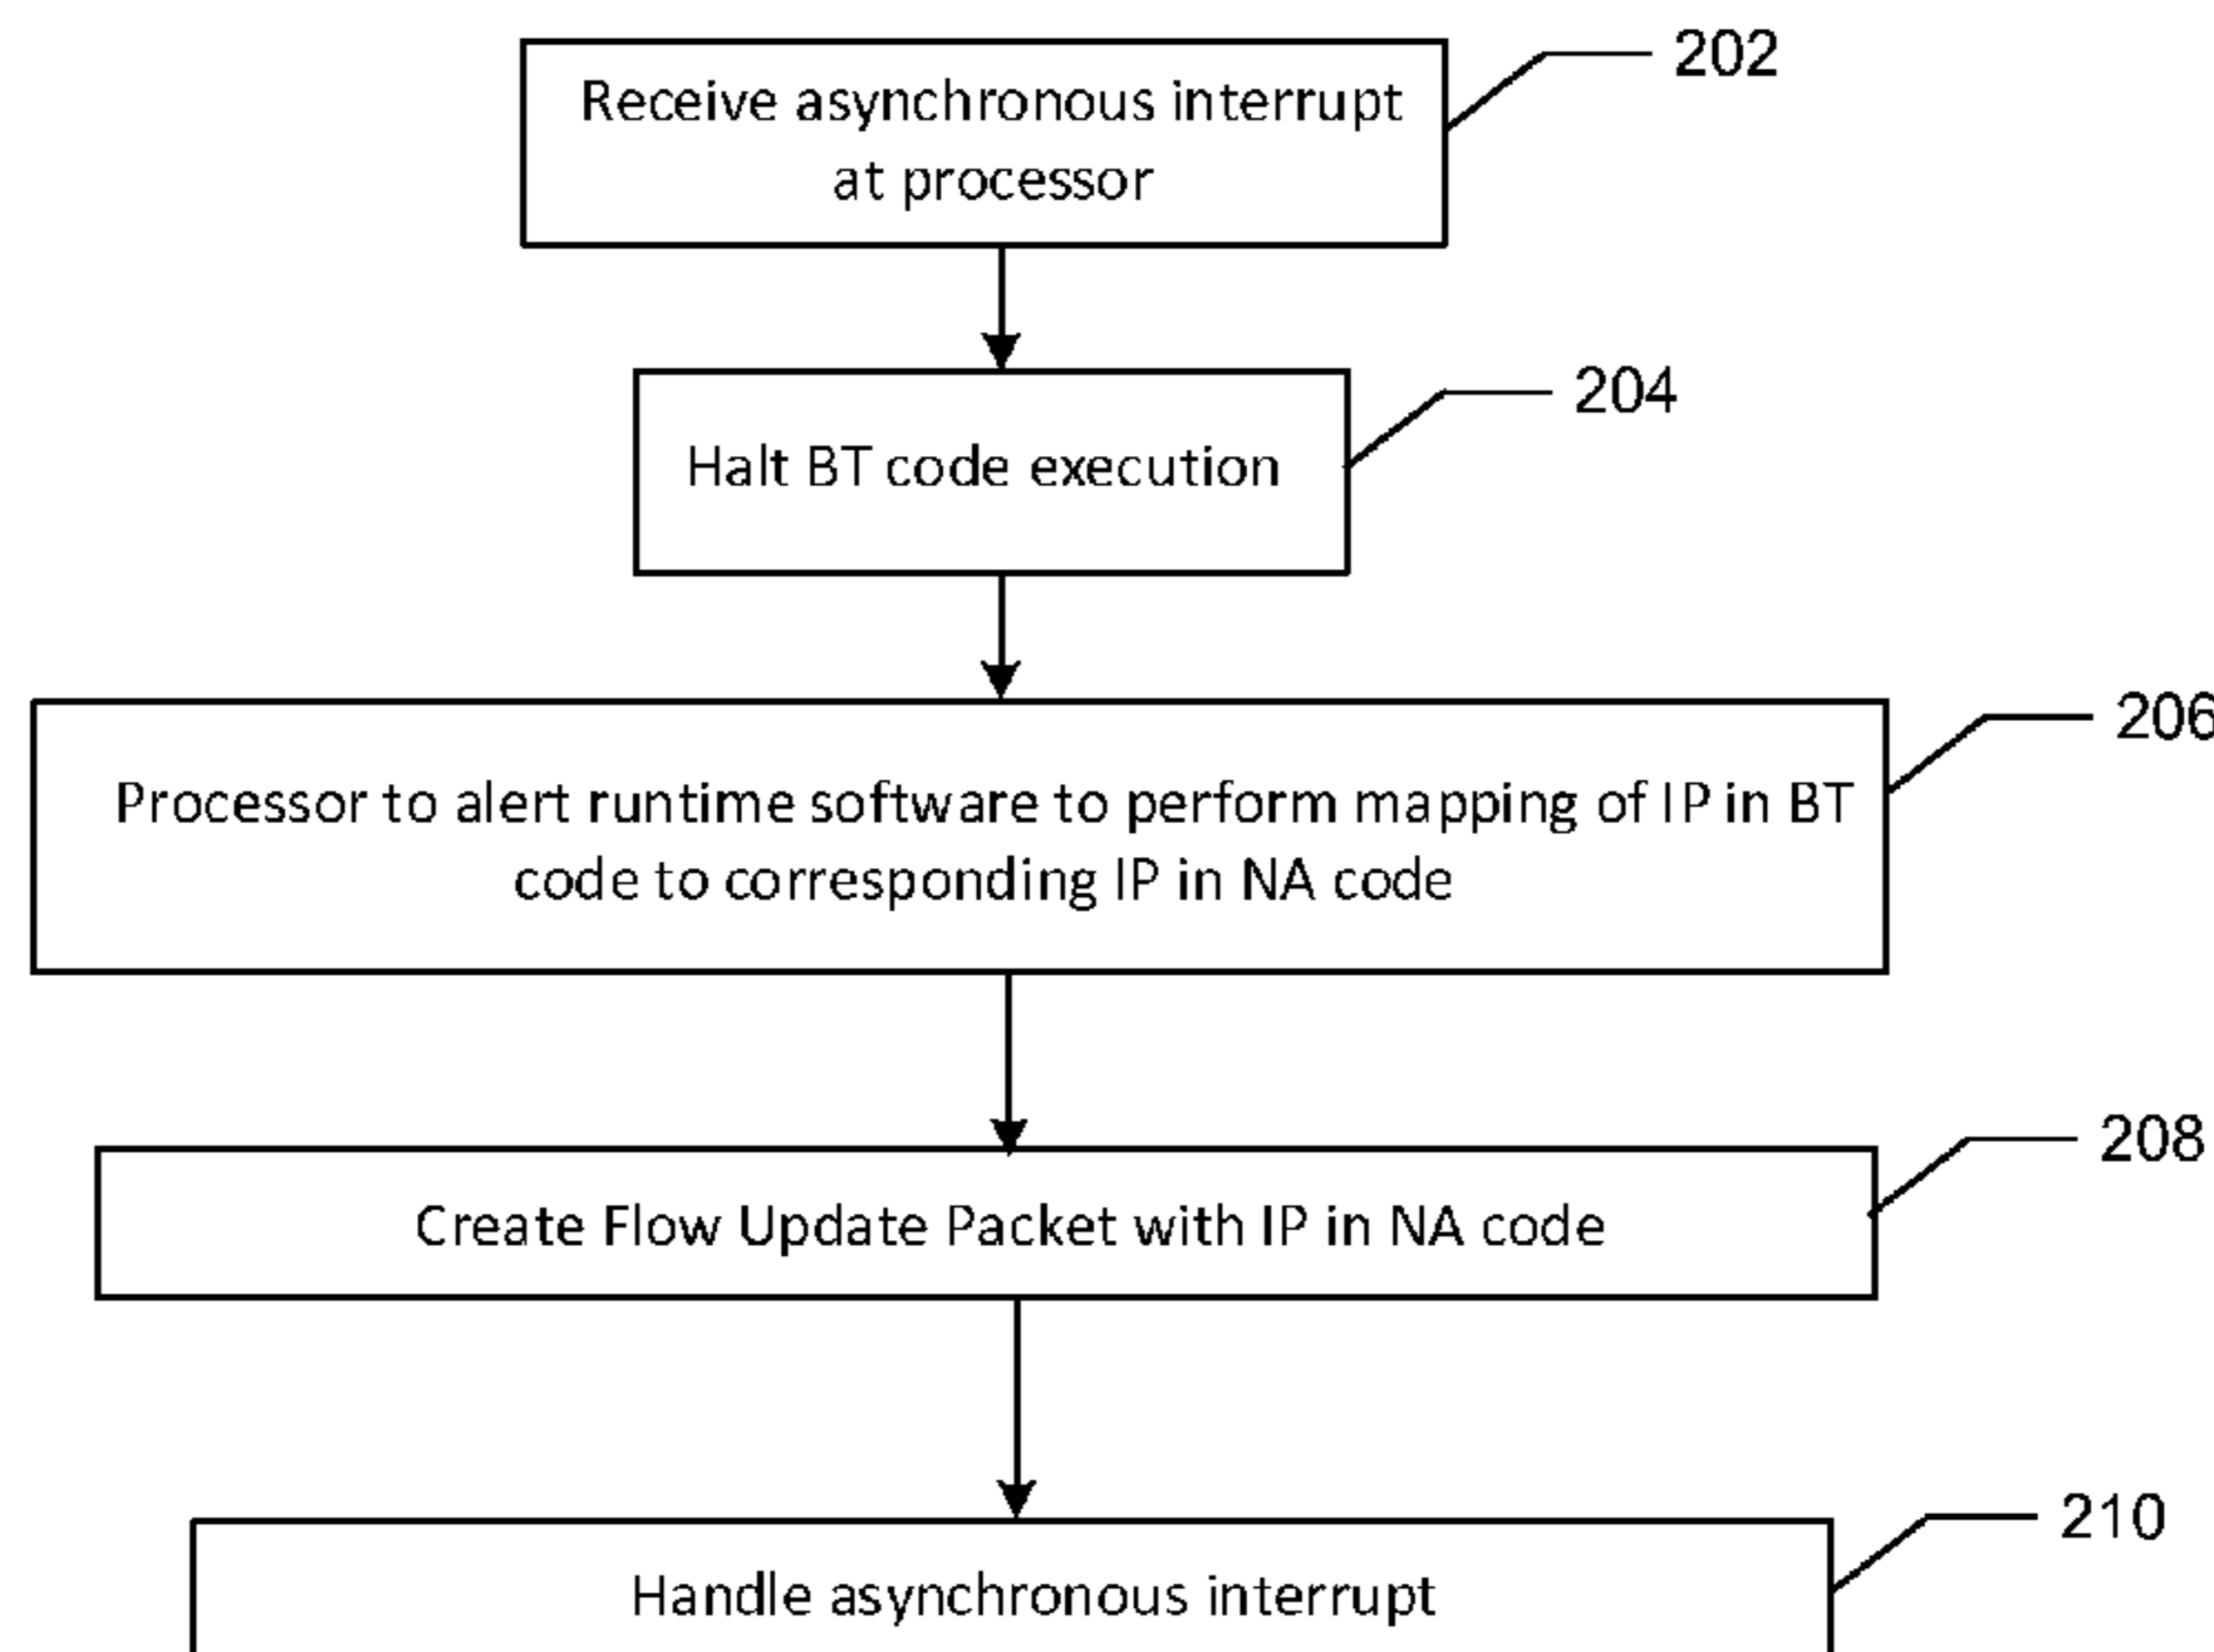 202
Receive asynchronous interrupt
at processor
204
Halt BT code execution
206
Processor to alert runtime software to perform mapping of IP in BT
code to corresponding IP in NA code
208
Create Flow Update Packet with IP in NA code
210
Handle asynchronous interrupt